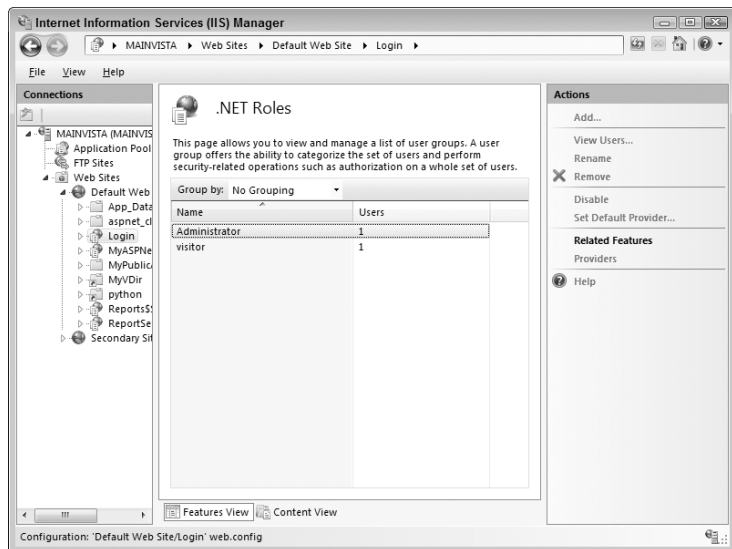 Internet Information Services (IIS) Manager
MAINVISTA Web Sites Default Web Site Login
File View Help
Connections
MAINVISTA (MAINVIS
Application Pool
FTP Sites
Web Sites
Default Web
App_Data
aspnet_cl
Login
MyASPNe
MyPublic
MyVDir
python
Reports$S
ReportSe
Secondary Sit
.NET Roles
This page allows you to view and manage a list of user groups. A user
group offers the ability to categorize the set of users and perform
security-related operations such as authorization on a whole set of users.
Group by: No Grouping
Name Users
Administrator 1
visitor 1
Features View Content View
Actions
Add...
View Users...
Rename
Remove
Disable
Set Default Provider...
Related Features
Providers
Help
Configuration: 'Default Web Site/Login' web.config